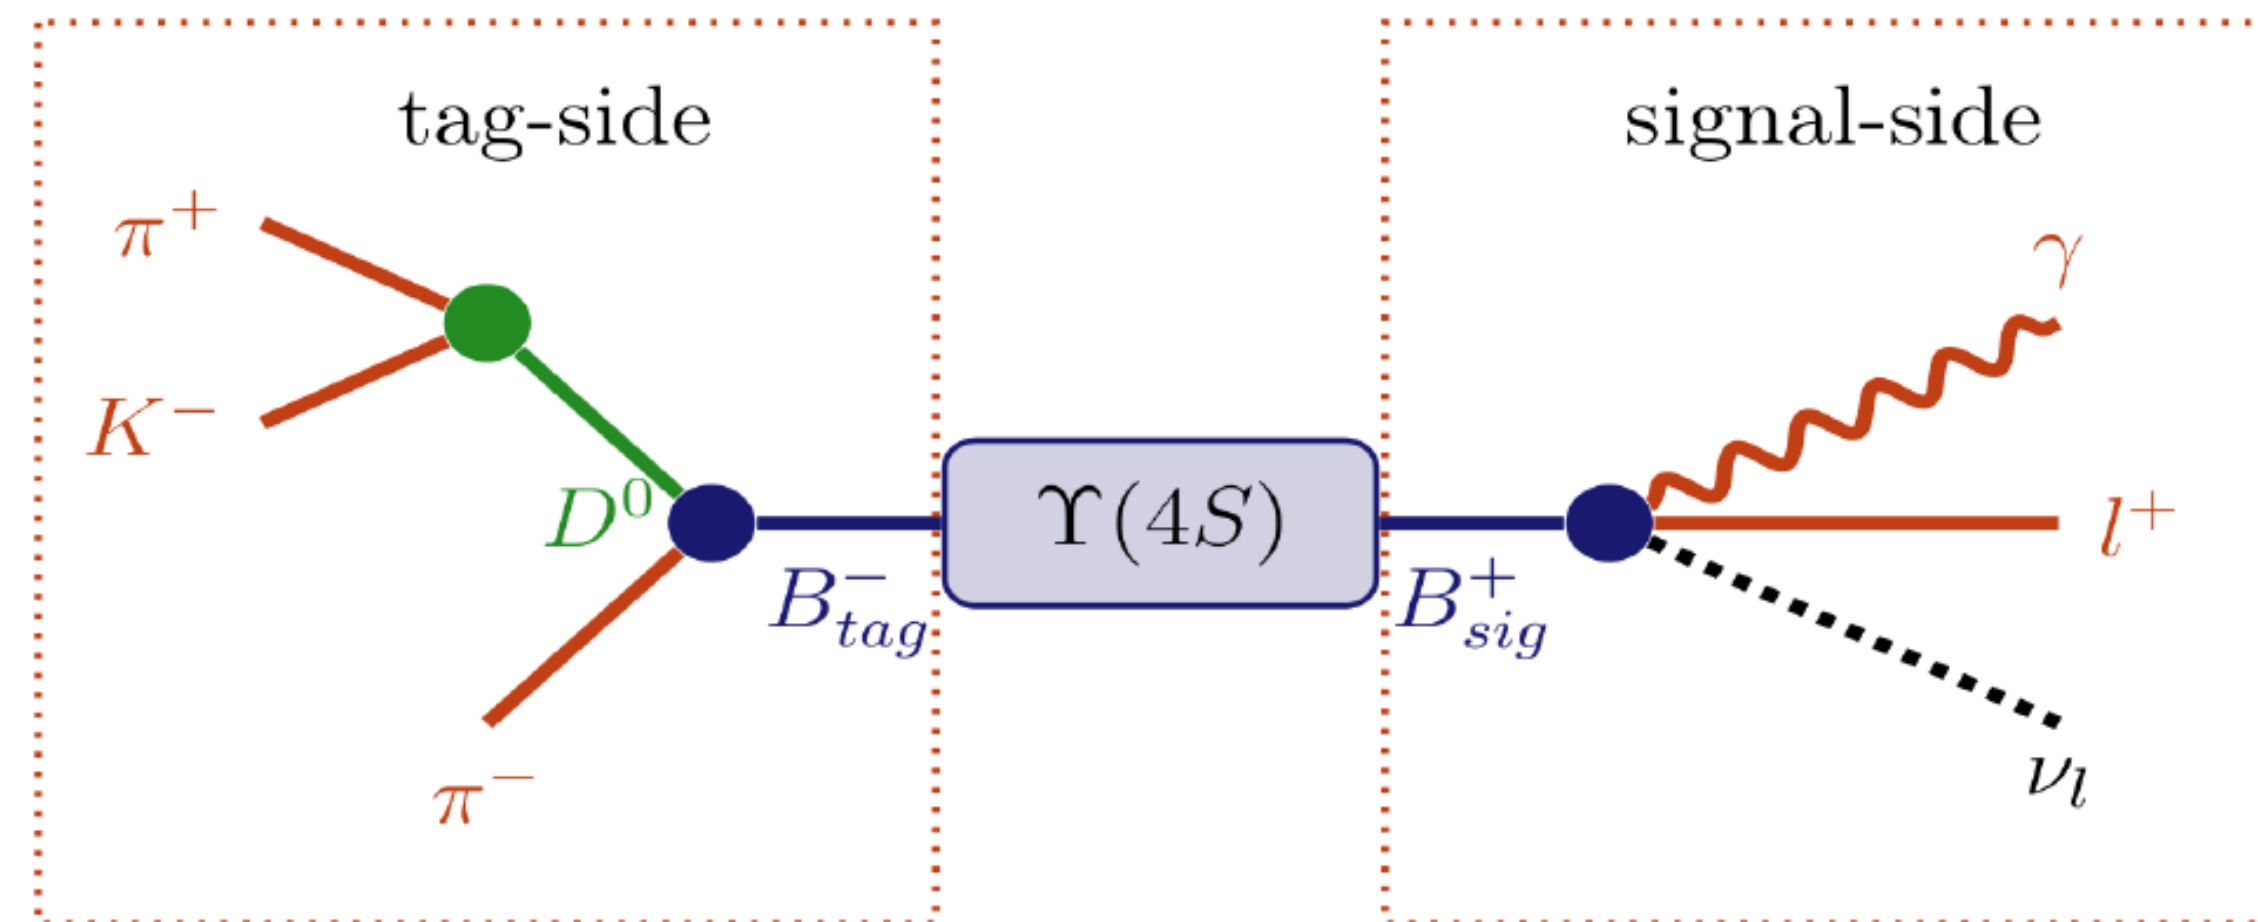 tag-side
signal-side
π⁺
γ
K⁻
D⁰
Υ(4S)
l⁺
B⁻_tag
B⁺_sig
π⁻
ν_l